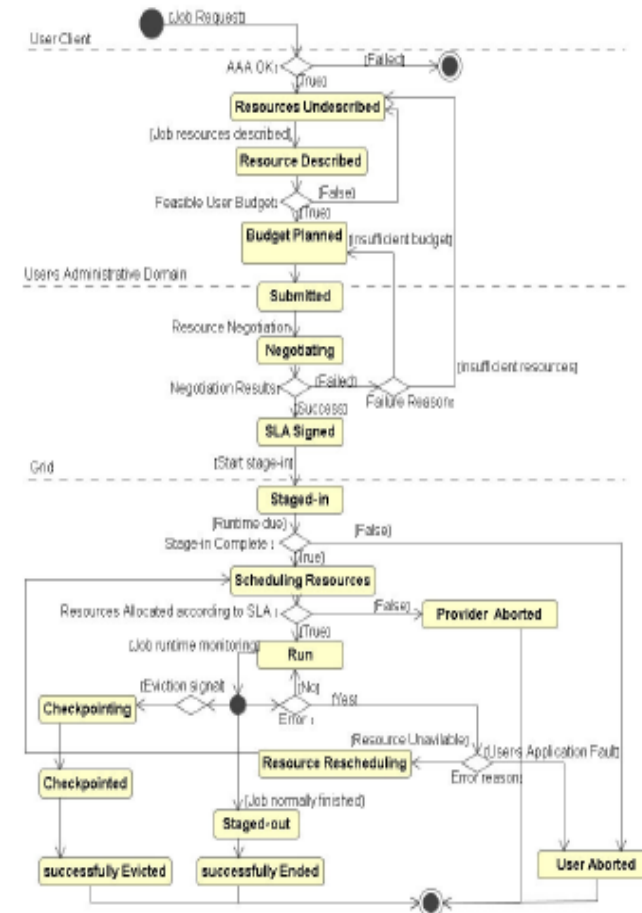 [Job Request]
User Client
AAA OK:
[Failed]
[True]
Resources Undescribed
[Job resources described]
Resource Described
[False]
Feasible User Budget:
[True]
Budget Planned
[Insufficient budget]
Users Administrative Domain
Submitted
Resource Negotiation
Negotiating
[Insufficient resources]
Negotiation Results:
[Failed]
Failure Reason:
[Success]
SLA Signed
[Start stage-in]
Grid
Staged-in
[Runtime due]
[False]
Stage-in Complete :
[True]
Scheduling Resources
Resources Allocated according to SLA :
[False]
Provider Aborted
[True]
[Job runtime monitoring]
Run
[Eviction signal]
[No]
[Yes]
Checkpointing
Error :
[Resource Unavilable]
[Users Application Fault]
Resource Rescheduling
Error reason:
Checkpointed
[Job normally finished]
Staged-out
successfully Evicted
successfully Ended
User Aborted